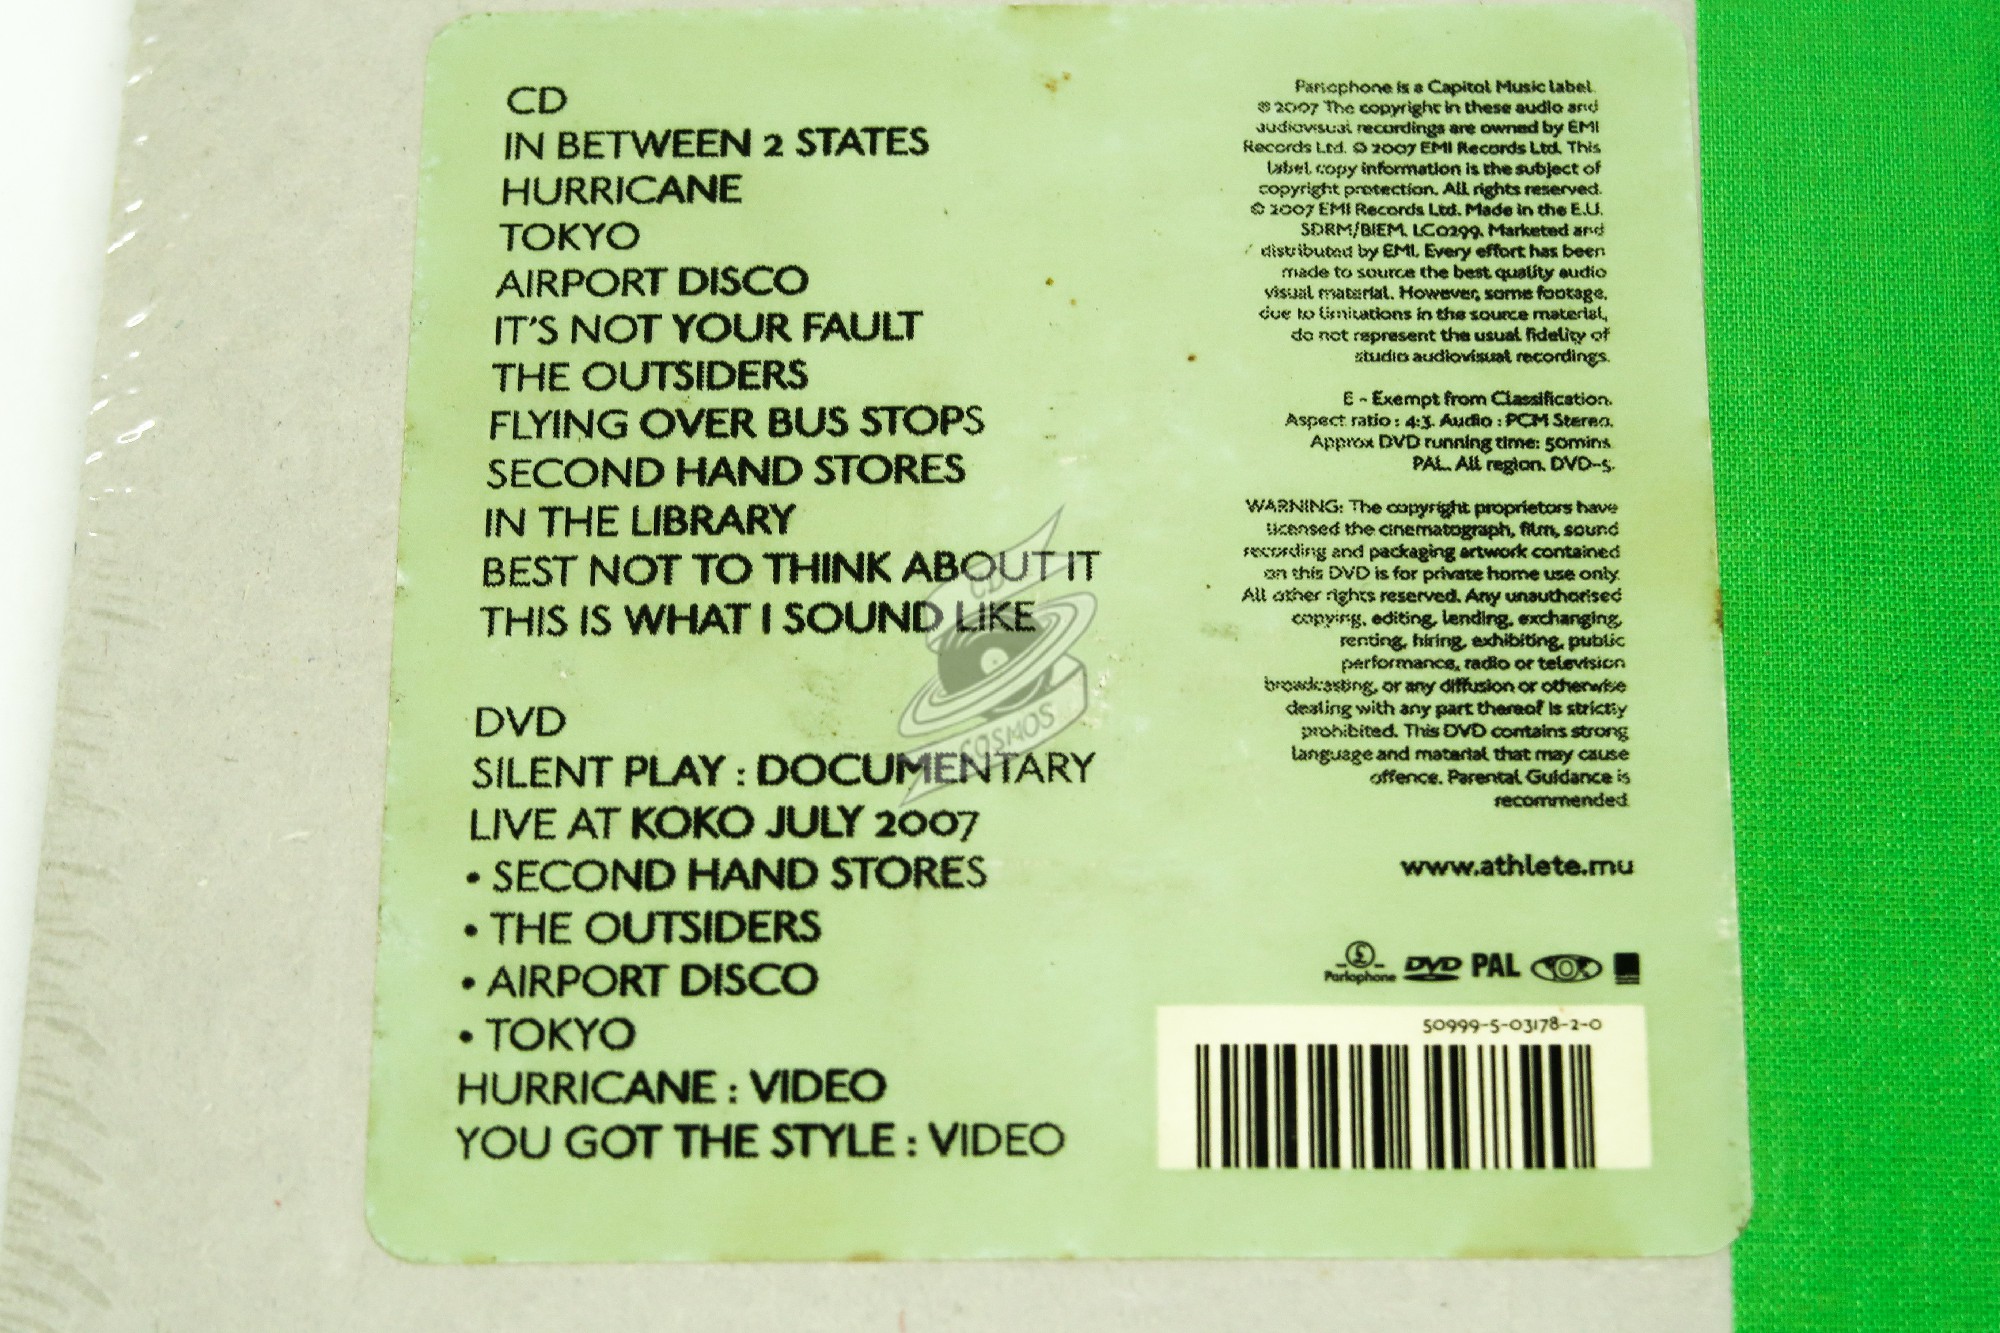 CD
IN BETWEEN 2 STATES
HURRICANE
TOKYO
AIRPORT DISCO
IT'S NOT YOUR FAULT
THE OUTSIDERS
FLYING OVER BUS STOPS
SECOND HAND STORES
IN THE LIBRARY
BEST NOT TO THINK ABOUT IT
THIS IS WHAT I SOUND LIKE
DVD
SILENT PLAY : DOCUMENTARY
LIVE AT KOKO JULY 2007
• SECOND HAND STORES
• THE OUTSIDERS
• AIRPORT DISCO
• TOKYO
HURRICANE : VIDEO
YOU GOT THE STYLE : VIDEO
Parlophone is a Capitol Music label.
℗ 2007 The copyright in these audio and
audiovisual recordings are owned by EMI
Records Ltd. © 2007 EMI Records Ltd. This
label copy information is the subject of
copyright protection. All rights reserved.
© 2007 EMI Records Ltd. Made in the E.U.
SDRM/BIEM. LC0299. Marketed and
distributed by EMI. Every effort has been
made to source the best quality audio
visual material. However, some footage,
due to limitations in the source material,
do not represent the usual fidelity of
studio audiovisual recordings.
E - Exempt from Classification.
Aspect ratio : 4:3. Audio : PCM Stereo.
Approx DVD running time: 50mins
PAL. All region. DVD-5.
WARNING: The copyright proprietors have
licensed the cinematograph, film, sound
recording and packaging artwork contained
on this DVD is for private home use only.
All other rights reserved. Any unauthorised
copying, editing, lending, exchanging,
renting, hiring, exhibiting, public
performance, radio or television
broadcasting, or any diffusion or otherwise
dealing with any part thereof is strictly
prohibited. This DVD contains strong
language and material that may cause
offence. Parental Guidance is
recommended
www.athlete.mu
Parlophone DVD PAL
50999-5-03178-2-0
CD
COSMOS